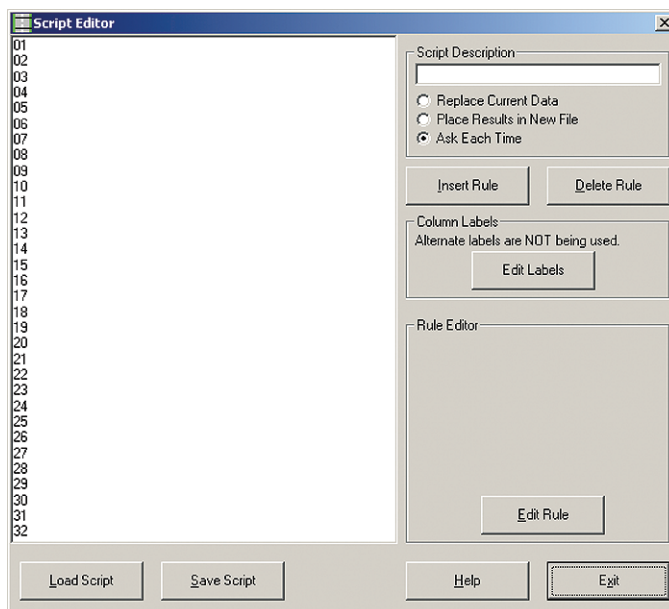 Script Editor
01
02
03
04
05
06
07
08
09
10
11
12
13
14
15
16
17
18
19
20
21
22
23
24
25
26
27
28
29
30
31
32
Script Description
Replace Current Data
Place Results in New File
Ask Each Time
Insert Rule
Delete Rule
Column Labels
Alternate labels are NOT being used.
Edit Labels
Rule Editor
Edit Rule
Load Script
Save Script
Help
Exit